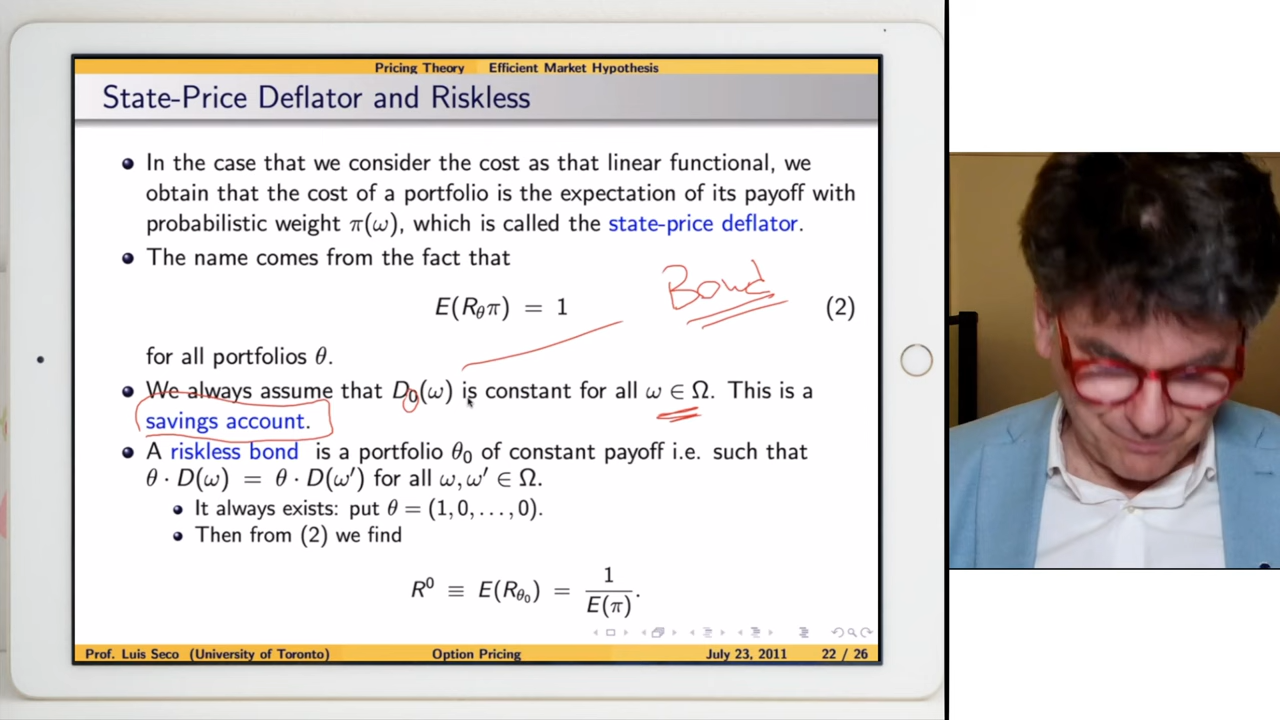 Pricing Theory Efficient Market Hypothesis
State-Price Deflator and Riskless
In the case that we consider the cost as that linear functional, we
obtain that the cost of a portfolio is the expectation of its payoff with
probabilistic weight π(ω), which is called the state-price deflator.
The name comes from the fact that
Bond
E(R_θπ) = 1 (2)
for all portfolios θ.
We always assume that D₀(ω) is constant for all ω ∈ Ω. This is a
savings account.
A riskless bond is a portfolio θ₀ of constant payoff i.e. such that
θ · D(ω) = θ · D(ω′) for all ω, ω′ ∈ Ω.
It always exists: put θ = (1, 0, . . . , 0).
Then from (2) we find
R⁰ ≡ E(R_θ₀) = 1/E(π).
Prof. Luis Seco (University of Toronto) Option Pricing July 23, 2011 22 / 26